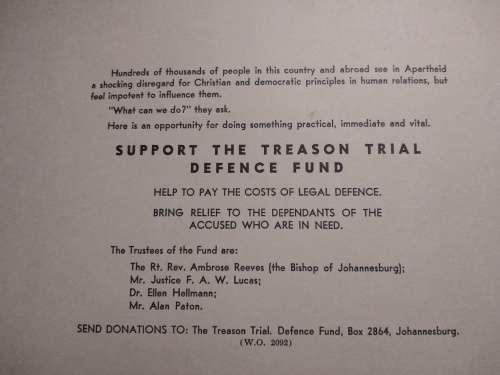 Hundreds of thousands of people in this country and abroad see in Apartheid
a shocking disregard for Christian and democratic principles in human relations, but
feel impotent to influence them.
"What can we do?" they ask.
Here is an opportunity for doing something practical, immediate and vital.
SUPPORT THE TREASON TRIAL
DEFENCE FUND
HELP TO PAY THE COSTS OF LEGAL DEFENCE.
BRING RELIEF TO THE DEPENDANTS OF THE
ACCUSED WHO ARE IN NEED.
The Trustees of the Fund are:
The Rt. Rev. Ambrose Reeves (the Bishop of Johannesburg);
Mr. Justice F. A. W. Lucas;
Dr. Ellen Hellmann;
Mr. Alan Paton.
SEND DONATIONS TO: The Treason Trial. Defence Fund, Box 2864, Johannesburg.
(W.O. 2092)